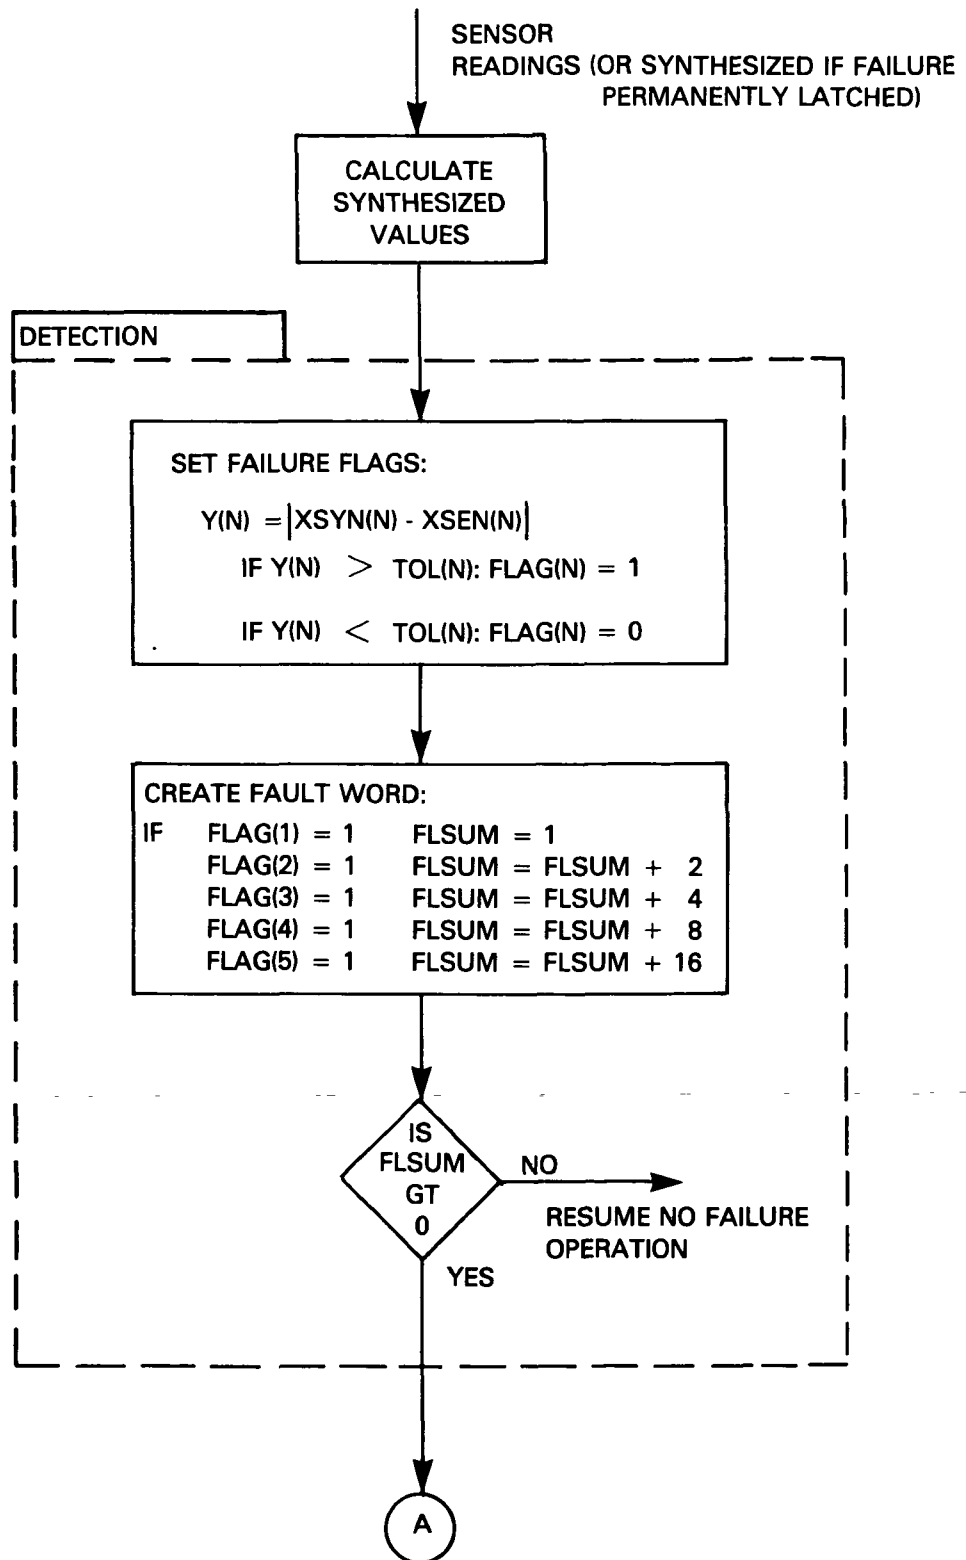 SENSOR
READINGS (OR SYNTHESIZED IF FAILURE
PERMANENTLY LATCHED)
CALCULATE
SYNTHESIZED
VALUES
DETECTION
SET FAILURE FLAGS:
Y(N) = |XSYN(N) - XSEN(N)|
IF Y(N) > TOL(N): FLAG(N) = 1
IF Y(N) < TOL(N): FLAG(N) = 0
CREATE FAULT WORD:
IF FLAG(1) = 1 FLSUM = 1
FLAG(2) = 1 FLSUM = FLSUM + 2
FLAG(3) = 1 FLSUM = FLSUM + 4
FLAG(4) = 1 FLSUM = FLSUM + 8
FLAG(5) = 1 FLSUM = FLSUM + 16
IS
FLSUM
GT
0
NO
RESUME NO FAILURE
OPERATION
YES
A